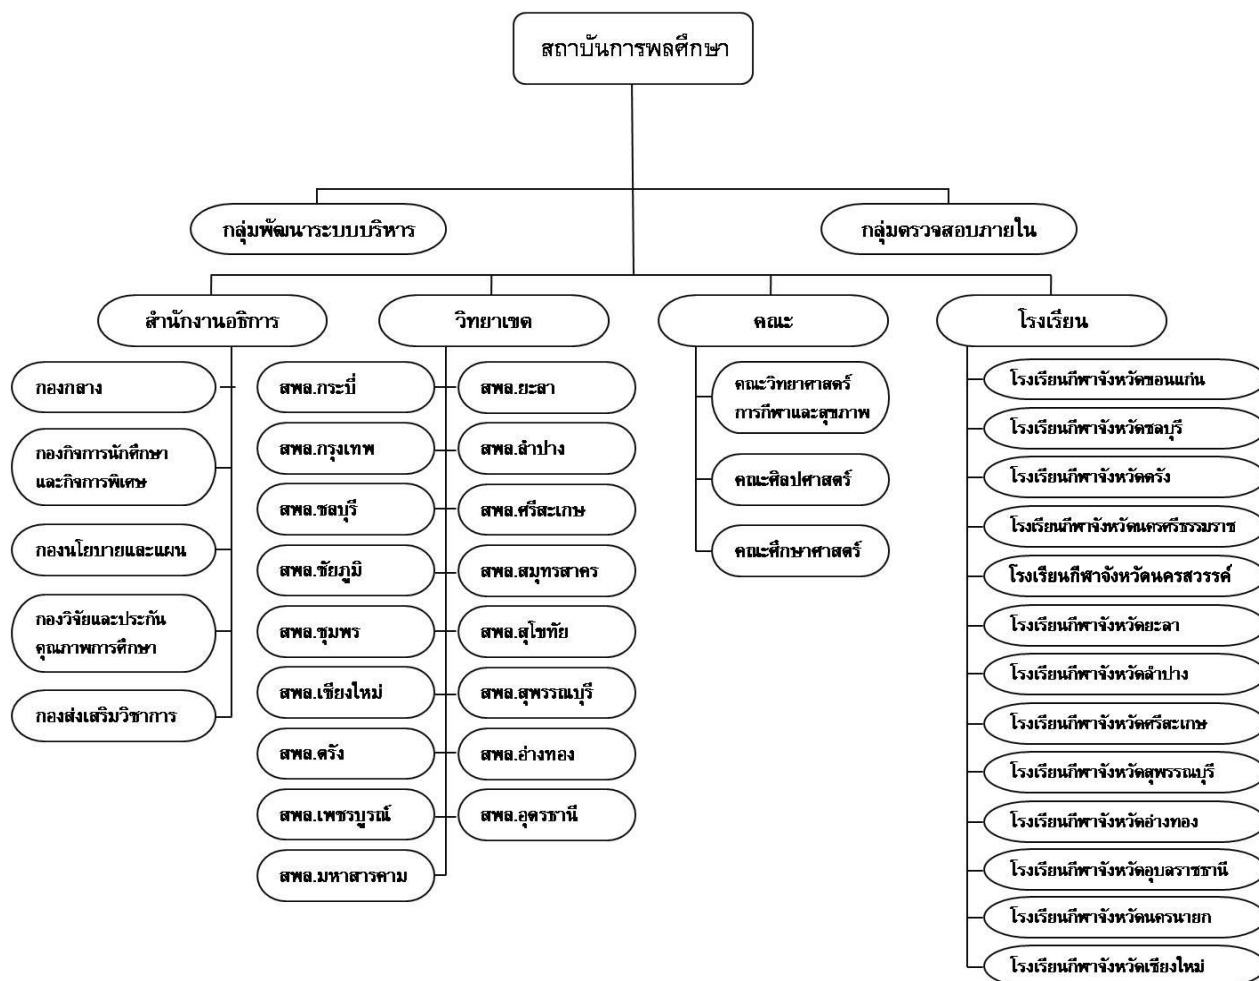 สถาบันการพลศึกษา
กลุ่มพัฒนาระบบบริหาร
กลุ่มตรวจสอบภายใน
สำนักงานอธิการ
วิทยาเขต
คณะ
โรงเรียน
กองกลาง
กองกิจการนักศึกษา
และกิจการพิเศษ
กองนโยบายและแผน
กองวิจัยและประกัน
คุณภาพการศึกษา
กองส่งเสริมวิชาการ
สพล.กระบี่
สพล.กรุงเทพ
สพล.ชลบุรี
สพล.ชัยภูมิ
สพล.ชุมพร
สพล.เชียงใหม่
สพล.ตรัง
สพล.เพชรบูรณ์
สพล.มหาสารคาม
สพล.ยะลา
สพล.ลำปาง
สพล.ศรีสะเกษ
สพล.สมุทรสาคร
สพล.สุโขทัย
สพล.สุพรรณบุรี
สพล.อ่างทอง
สพล.อุดรธานี
คณะวิทยาศาสตร์
การกีฬาและสุขภาพ
คณะศิลปศาสตร์
คณะศึกษาศาสตร์
โรงเรียนกีฬาจังหวัดขอนแก่น
โรงเรียนกีฬาจังหวัดชลบุรี
โรงเรียนกีฬาจังหวัดตรัง
โรงเรียนกีฬาจังหวัดนครศรีธรรมราช
โรงเรียนกีฬาจังหวัดนครสวรรค์
โรงเรียนกีฬาจังหวัดยะลา
โรงเรียนกีฬาจังหวัดลำปาง
โรงเรียนกีฬาจังหวัดศรีสะเกษ
โรงเรียนกีฬาจังหวัดสุพรรณบุรี
โรงเรียนกีฬาจังหวัดอ่างทอง
โรงเรียนกีฬาจังหวัดอุบลราชธานี
โรงเรียนกีฬาจังหวัดนครนายก
โรงเรียนกีฬาจังหวัดเชียงใหม่